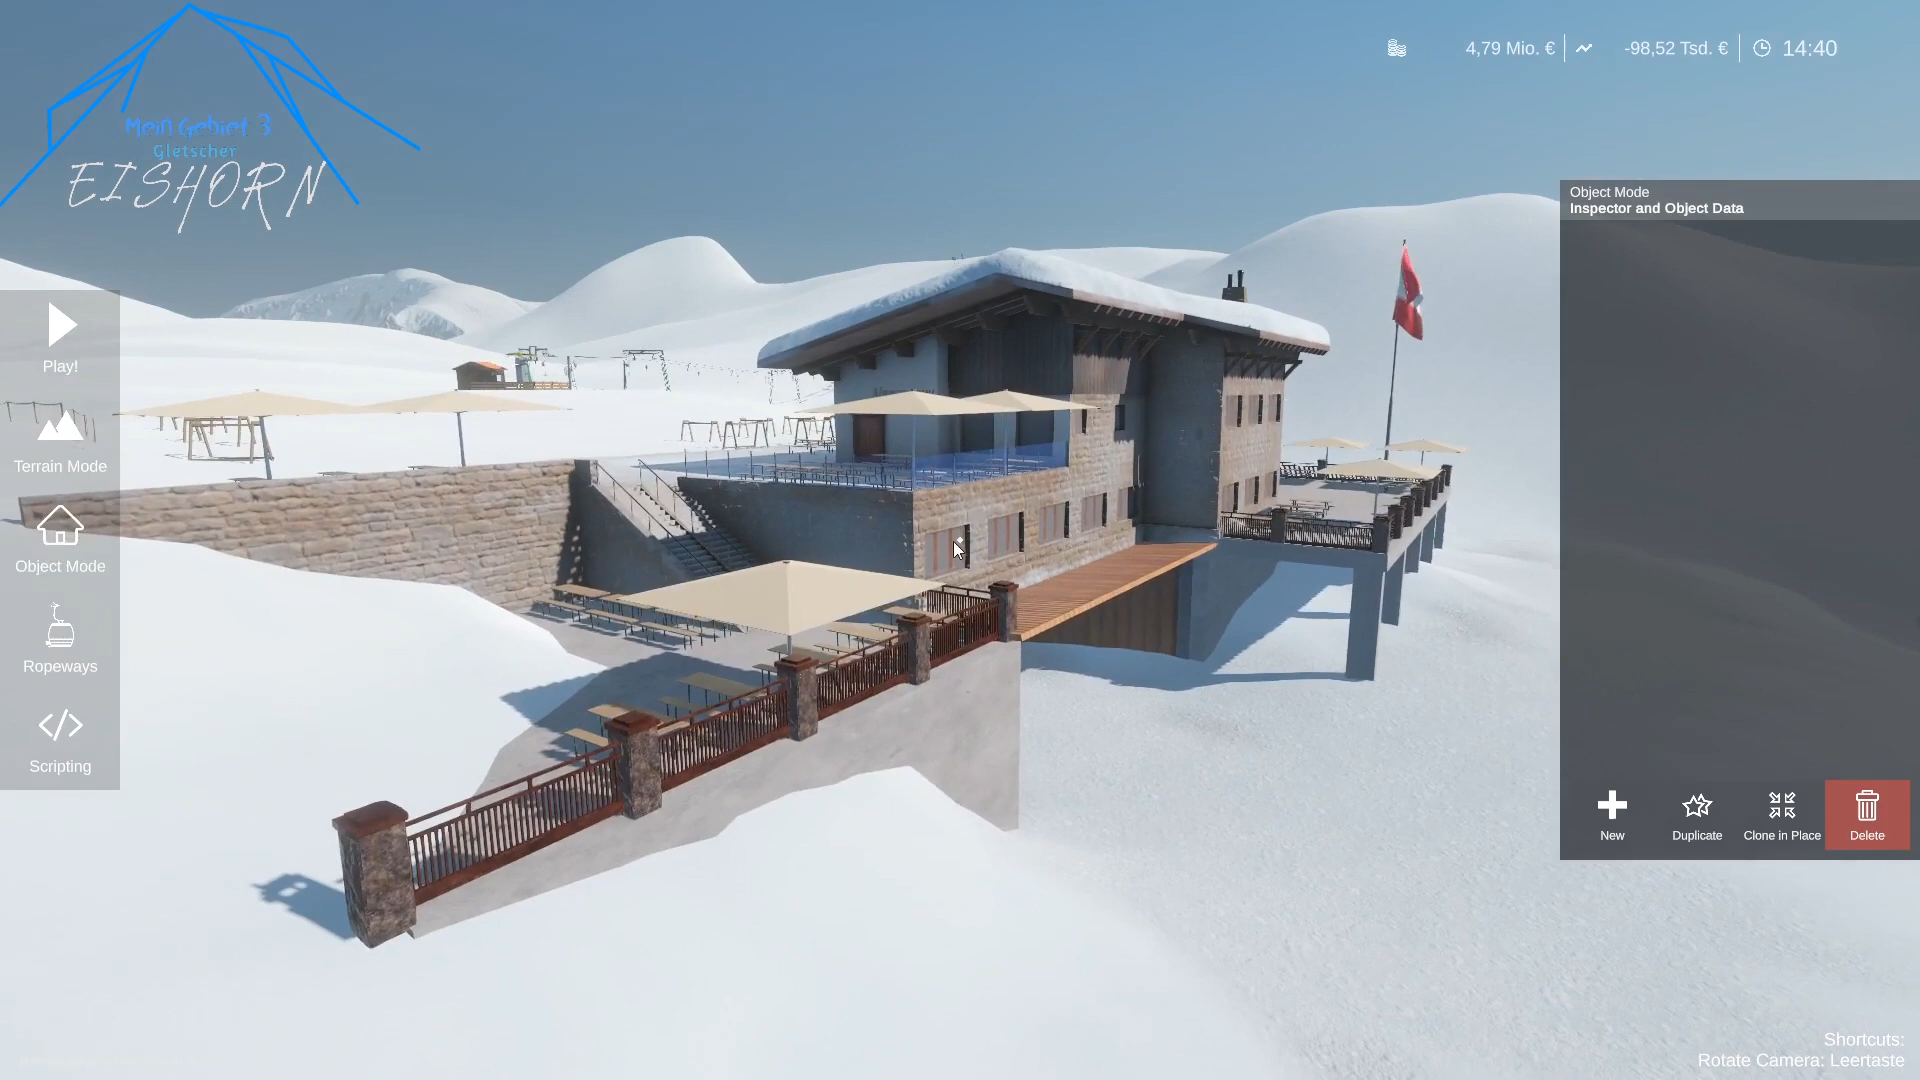 4,79 Mio. €
-98,52 Tsd. €
14:40
Mein Gebiet 3
Gletscher
EISHORN
Object Mode
Inspector and Object Data
Play!
Terrain Mode
Object Mode
Ropeways
Scripting
New
Duplicate
Clone in Place
Delete
Shortcuts:
Rotate Camera: Leertaste